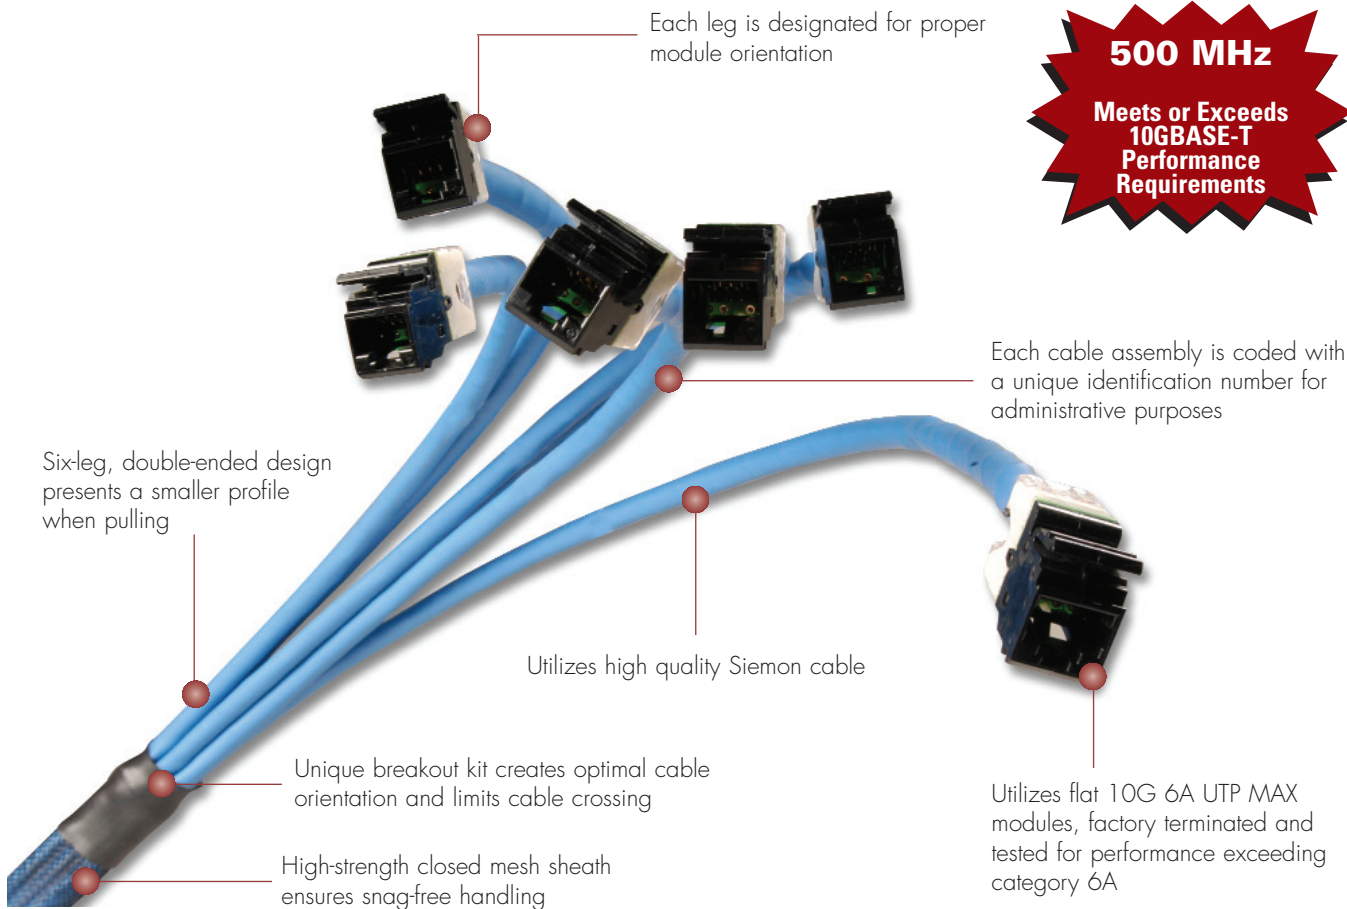 Each leg is designated for proper
module orientation
500 MHz
Meets or Exceeds
10GBASE-T
Performance
Requirements
Each cable assembly is coded with
a unique identification number for
administrative purposes
Six-leg, double-ended design
presents a smaller profile
when pulling
Utilizes high quality Siemon cable
Unique breakout kit creates optimal cable
orientation and limits cable crossing
Utilizes flat 10G 6A UTP MAX
modules, factory terminated and
tested for performance exceeding
category 6A
High-strength closed mesh sheath
ensures snag-free handling